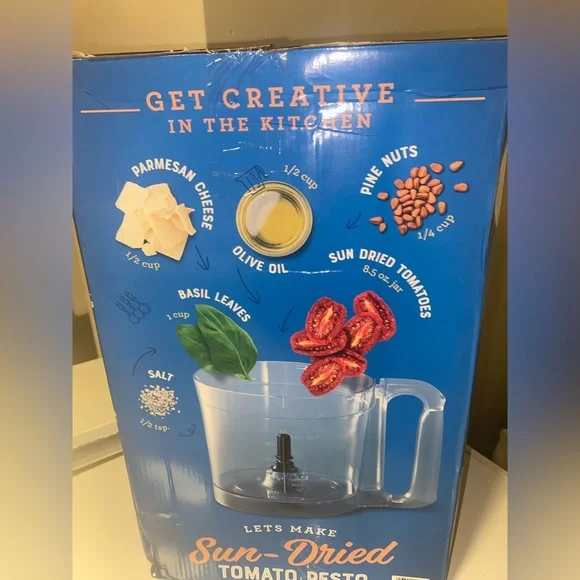 GET CREATIVE
IN THE KITCHEN
PARMESAN CHEESE
1/2 cup
1/2 cup
OLIVE OIL
PINE NUTS
1/4 cup
SUN DRIED TOMATOES
8.5 oz. jar
BASIL LEAVES
1 cup
SALT
1/2 tsp.
LETS MAKE
Sun-Dried
TOMATO PESTO